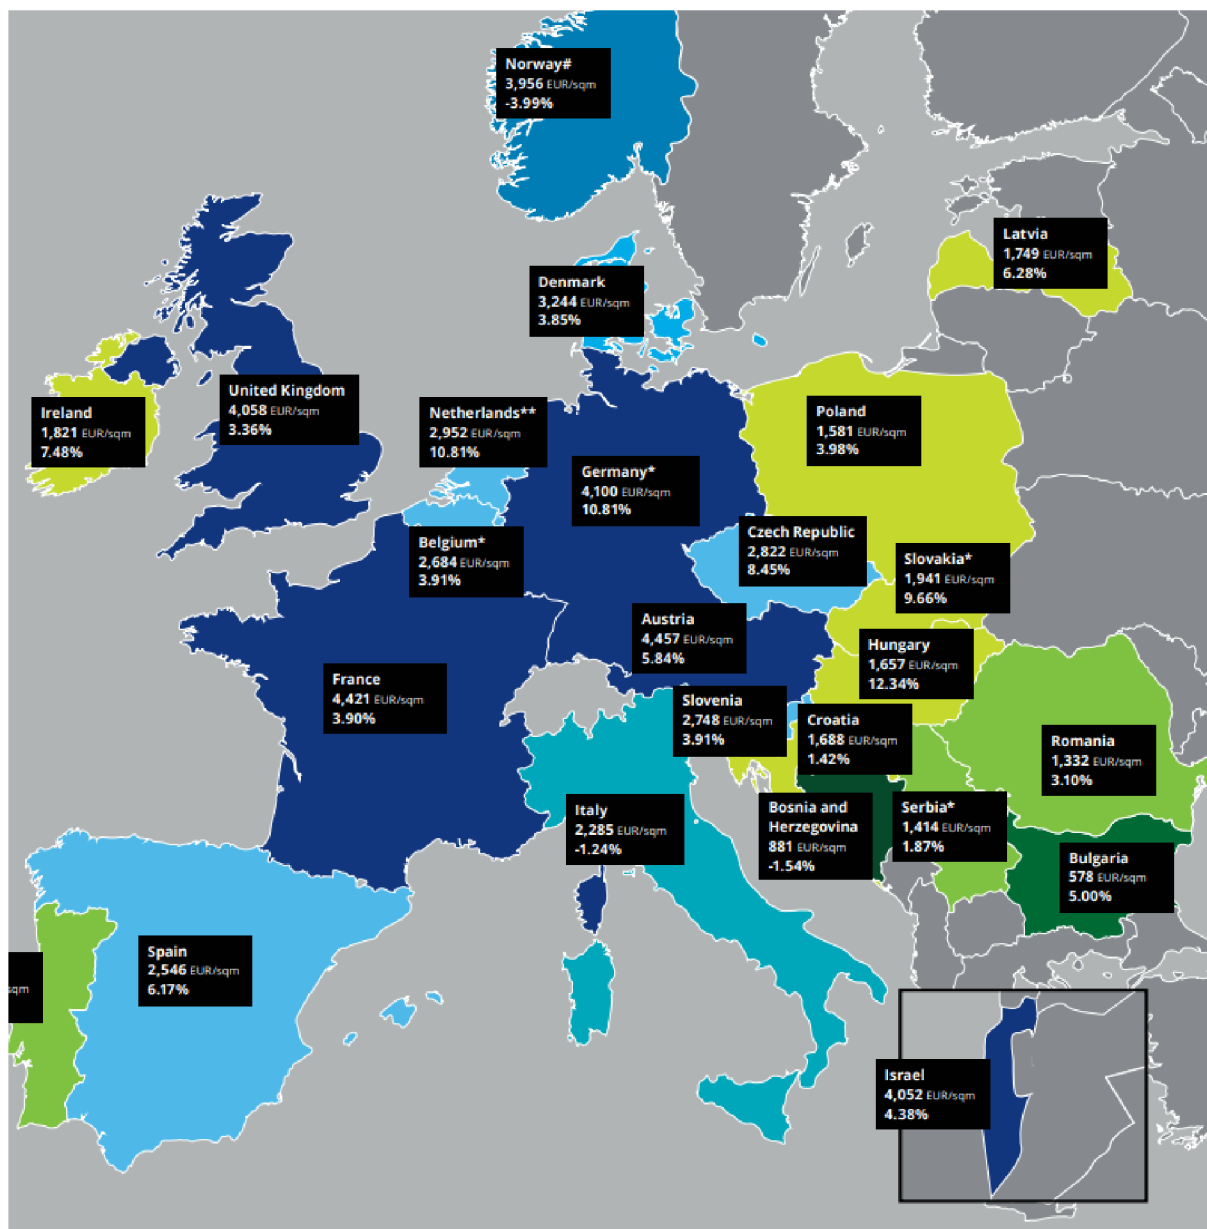 Norway#
3,956 EUR/sqm
-3.99%
Latvia
1,749 EUR/sqm
6.28%
Denmark
3,244 EUR/sqm
3.85%
United Kingdom
4,058 EUR/sqm
3.36%
Ireland
1,821 EUR/sqm
7.48%
Netherlands**
2,952 EUR/sqm
10.81%
Poland
1,581 EUR/sqm
3.98%
Germany*
4,100 EUR/sqm
10.81%
Belgium*
2,684 EUR/sqm
3.91%
Czech Republic
2,822 EUR/sqm
8.45%
Slovakia*
1,941 EUR/sqm
9.66%
Austria
4,457 EUR/sqm
5.84%
Hungary
1,657 EUR/sqm
12.34%
France
4,421 EUR/sqm
3.90%
Slovenia
2,748 EUR/sqm
3.91%
Croatia
1,688 EUR/sqm
1.42%
Romania
1,332 EUR/sqm
3.10%
Italy
2,285 EUR/sqm
-1.24%
Bosnia and
Herzegovina
881 EUR/sqm
-1.54%
Serbia*
1,414 EUR/sqm
1.87%
Bulgaria
578 EUR/sqm
5.00%
Spain
2,546 EUR/sqm
6.17%
sqm
Israel
4,052 EUR/sqm
4.38%